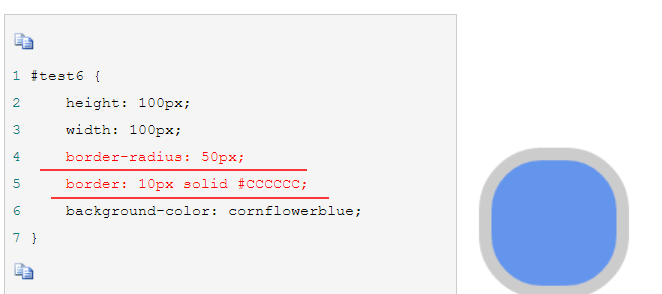 1 #test6 {
2 height: 100px;
3 width: 100px;
4 border-radius: 50px;
5 border: 10px solid #CCCCCC;
6 background-color: cornflowerblue;
7 }